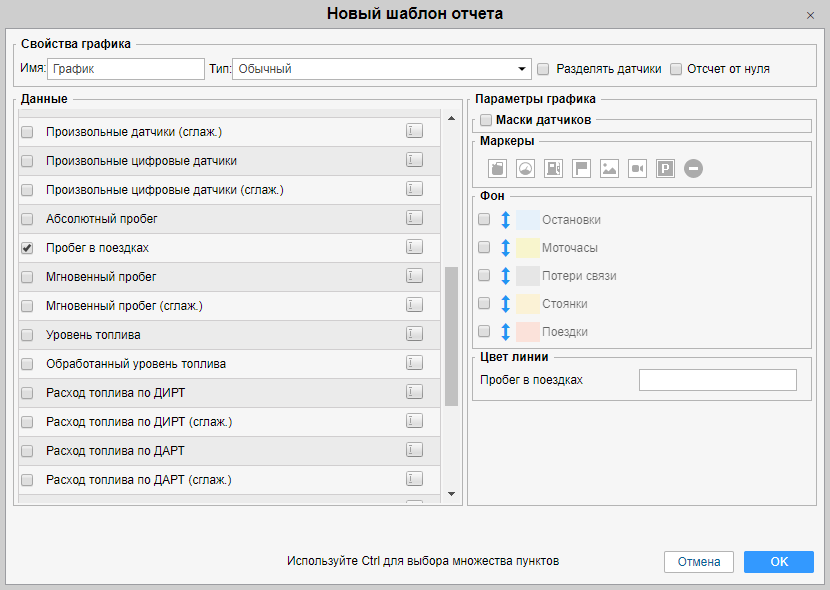 Новый шаблон отчета
Свойства графика
Имя: График Тип: Обычный Разделять датчики Отсчет от нуля
Данные
Произвольные датчики (сглаж.)
Произвольные цифровые датчики
Произвольные цифровые датчики (сглаж.)
Абсолютный пробег
Пробег в поездках
Мгновенный пробег
Мгновенный пробег (сглаж.)
Уровень топлива
Обработанный уровень топлива
Расход топлива по ДИРТ
Расход топлива по ДИРТ (сглаж.)
Расход топлива по ДАРТ
Расход топлива по ДАРТ (сглаж.)
Параметры графика
Маски датчиков
Маркеры
P
Фон
Остановки
Моточасы
Потери связи
Стоянки
Поездки
Цвет линии
Пробег в поездках
Используйте Ctrl для выбора множества пунктов
Отмена
OK